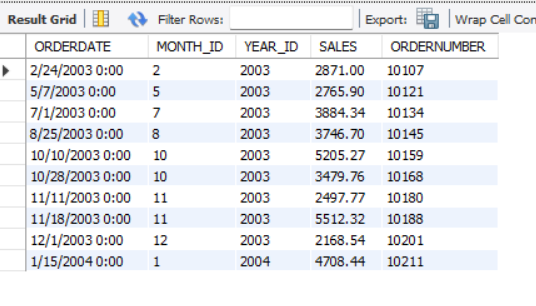 Result Grid Filter Rows: Export: Wrap Cell Con
ORDERDATE MONTH_ID YEAR_ID SALES ORDERNUMBER
2/24/2003 0:00 2 2003 2871.00 10107
5/7/2003 0:00 5 2003 2765.90 10121
7/1/2003 0:00 7 2003 3884.34 10134
8/25/2003 0:00 8 2003 3746.70 10145
10/10/2003 0:00 10 2003 5205.27 10159
10/28/2003 0:00 10 2003 3479.76 10168
11/11/2003 0:00 11 2003 2497.77 10180
11/18/2003 0:00 11 2003 5512.32 10188
12/1/2003 0:00 12 2003 2168.54 10201
1/15/2004 0:00 1 2004 4708.44 10211